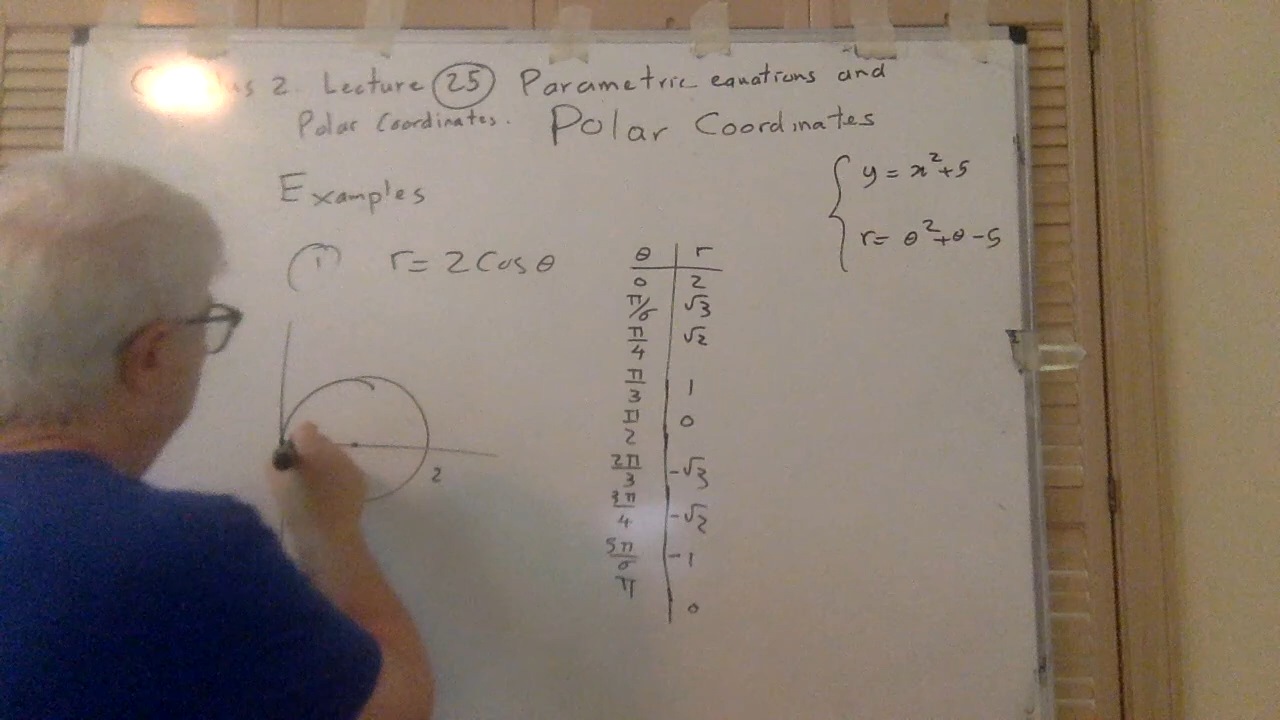 s 2. Lecture 25 Parametric equations and
Polar Coordinates. Polar Coordinates
y = x² + 5
Examples
r = θ² + θ - 5
1 r = 2 Cos θ
θ r
0 2
π/6 √3
π/4 √2
π/3 1
π/2 0
2π/3 -√3
3π/4 -√2
5π/6 -1
π 0
2